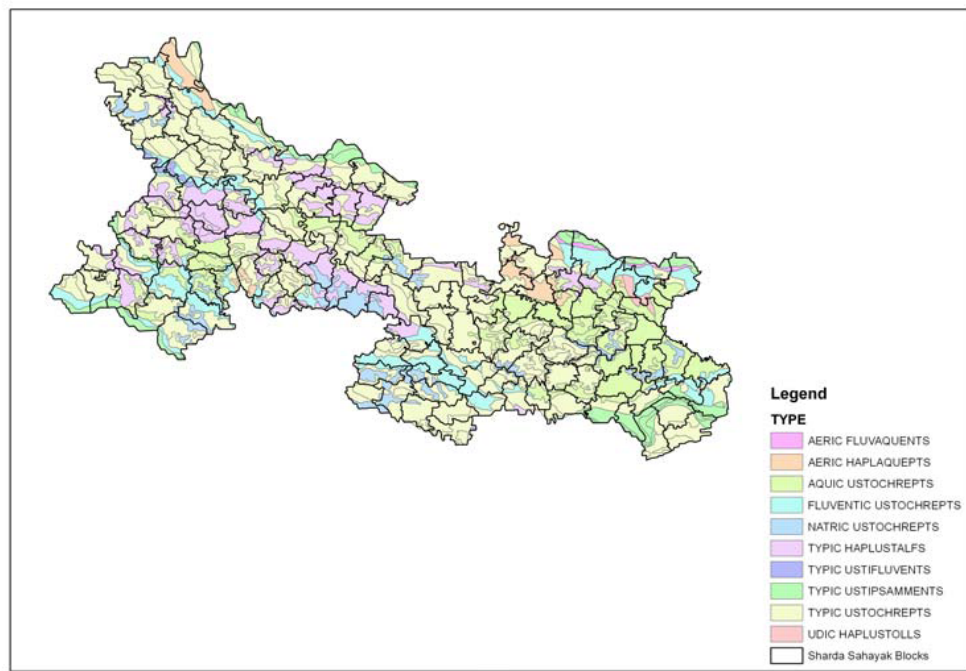 Legend
TYPE
AERIC FLUVAQUENTS
AERIC HAPLAQUEPTS
AQUIC USTOCHREPTS
FLUVENTIC USTOCHREPTS
NATRIC USTOCHREPTS
TYPIC HAPLUSTALFS
TYPIC USTIFLUVENTS
TYPIC USTIPSAMMENTS
TYPIC USTOCHREPTS
UDIC HAPLUSTOLLS
Sharda Sahayak Blocks